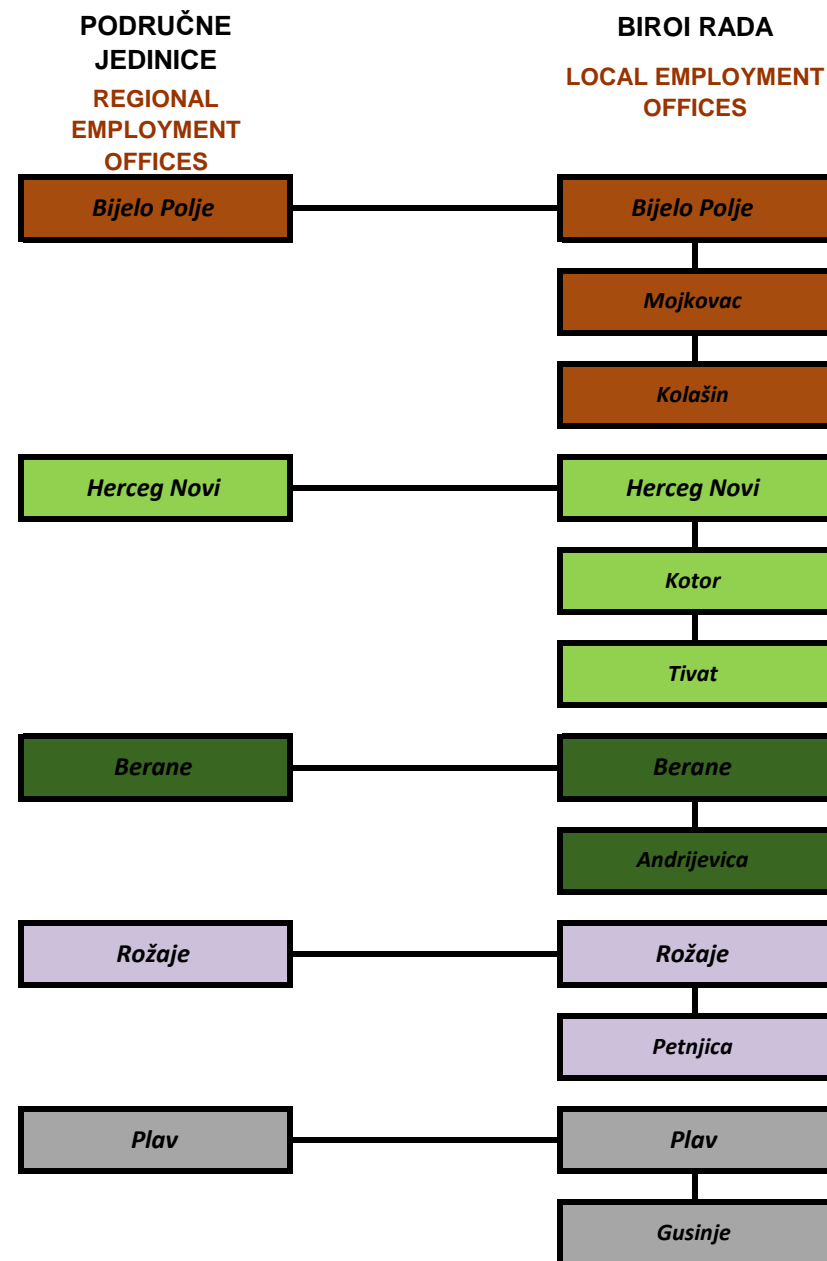 PODRUČNE
JEDINICE
REGIONAL
EMPLOYMENT
OFFICES
BIROI RADA
LOCAL EMPLOYMENT
OFFICES
Bijelo Polje
Bijelo Polje
Mojkovac
Kolašin
Herceg Novi
Herceg Novi
Kotor
Tivat
Berane
Berane
Andrijevica
Rožaje
Rožaje
Petnjica
Plav
Plav
Gusinje